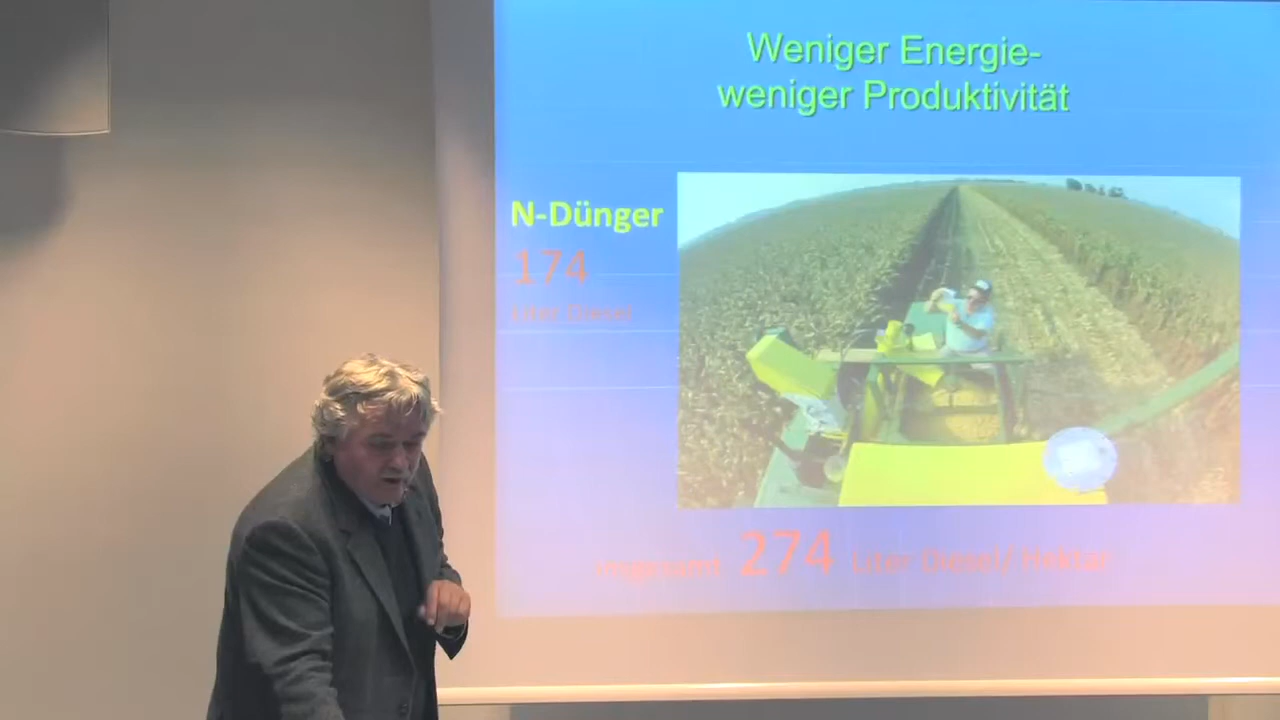 Weniger Energie-
weniger Produktivität
N-Dünger
174
Liter Diesel
Insgesamt 274 Liter Diesel/ Hektar